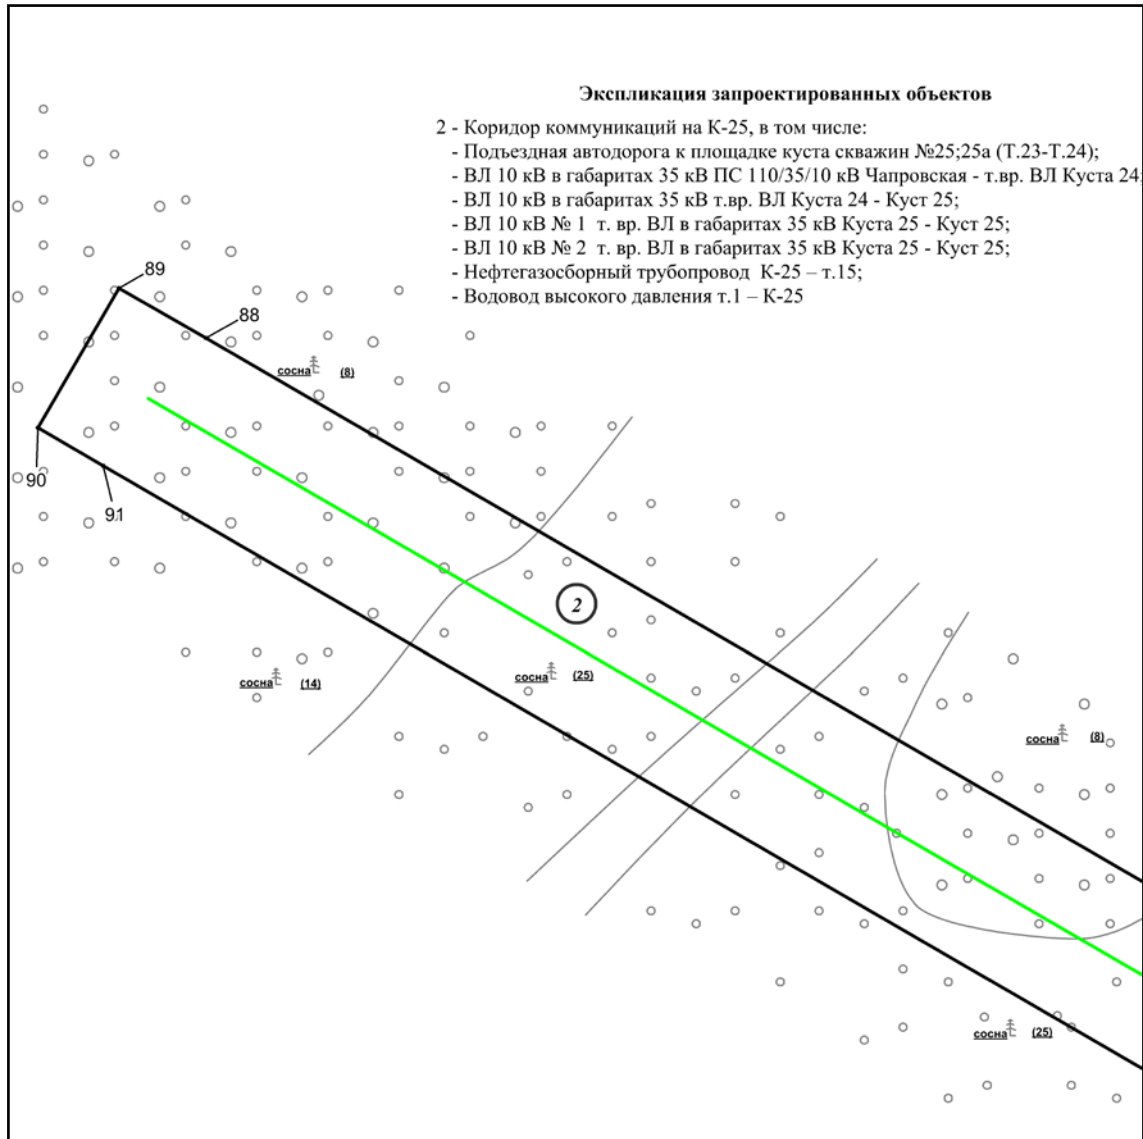 Экспликация запроектированных объектов
2 - Коридор коммуникаций на К-25, в том числе:
- Подъездная автодорога к площадке куста скважин №25;25а (Т.23-Т.24);
- ВЛ 10 кВ в габаритах 35 кВ ПС 110/35/10 кВ Чапровская - т.вр. ВЛ Куста 24;
- ВЛ 10 кВ в габаритах 35 кВ т.вр. ВЛ Куста 24 - Куст 25;
- ВЛ 10 кВ № 1 т. вр. ВЛ в габаритах 35 кВ Куста 25 - Куст 25;
- ВЛ 10 кВ № 2 т. вр. ВЛ в габаритах 35 кВ Куста 25 - Куст 25;
- Нефтегазосборный трубопровод К-25 – т.15;
- Водовод высокого давления т.1 – К-25
89
88
сосна (8)
90
91
2
сосна (14)
сосна (25)
сосна (8)
сосна (25)